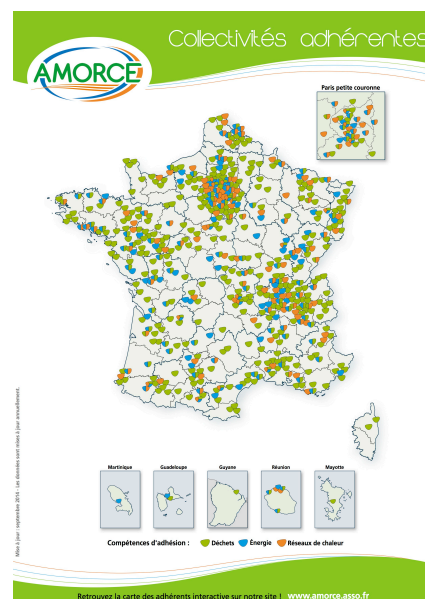 Collectivités adhérentes
AMORCE
Paris petite couronne
Martinique
Guadeloupe
Guyane
Réunion
Mayotte
Compétences d'adhésion : Déchets Énergie Réseaux de chaleur
Mise à jour : septembre 2016 - Les données sont mises à jour annuellement.
Retrouvez la carte des adhérents interactive sur notre site ! www.amorce.asso.fr